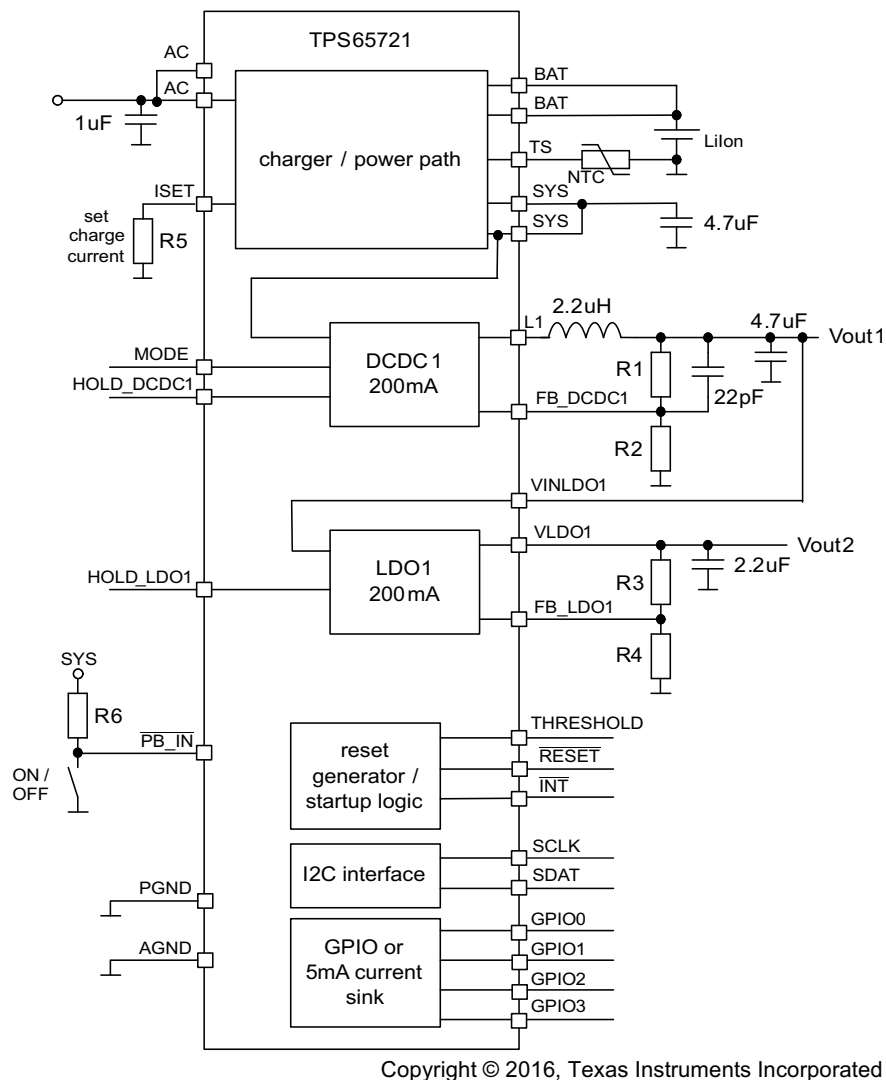 TPS65721
AC
AC
1uF
charger / power path
BAT
BAT
LiIon
TS
NTC
ISET
set
charge
current
R5
SYS
SYS
4.7uF
L1
2.2uH
4.7uF
Vout1
DCDC1
200mA
MODE
HOLD_DCDC1
R1
22pF
FB_DCDC1
R2
VINLDO1
VLDO1
Vout2
LDO1
200mA
HOLD_LDO1
2.2uF
R3
FB_LDO1
R4
SYS
R6
PB_IN
ON /
OFF
reset
generator /
startup logic
THRESHOLD
RESET
INT
I2C interface
SCLK
SDAT
PGND
AGND
GPIO or
5mA current
sink
GPIO0
GPIO1
GPIO2
GPIO3
Copyright © 2016, Texas Instruments Incorporated